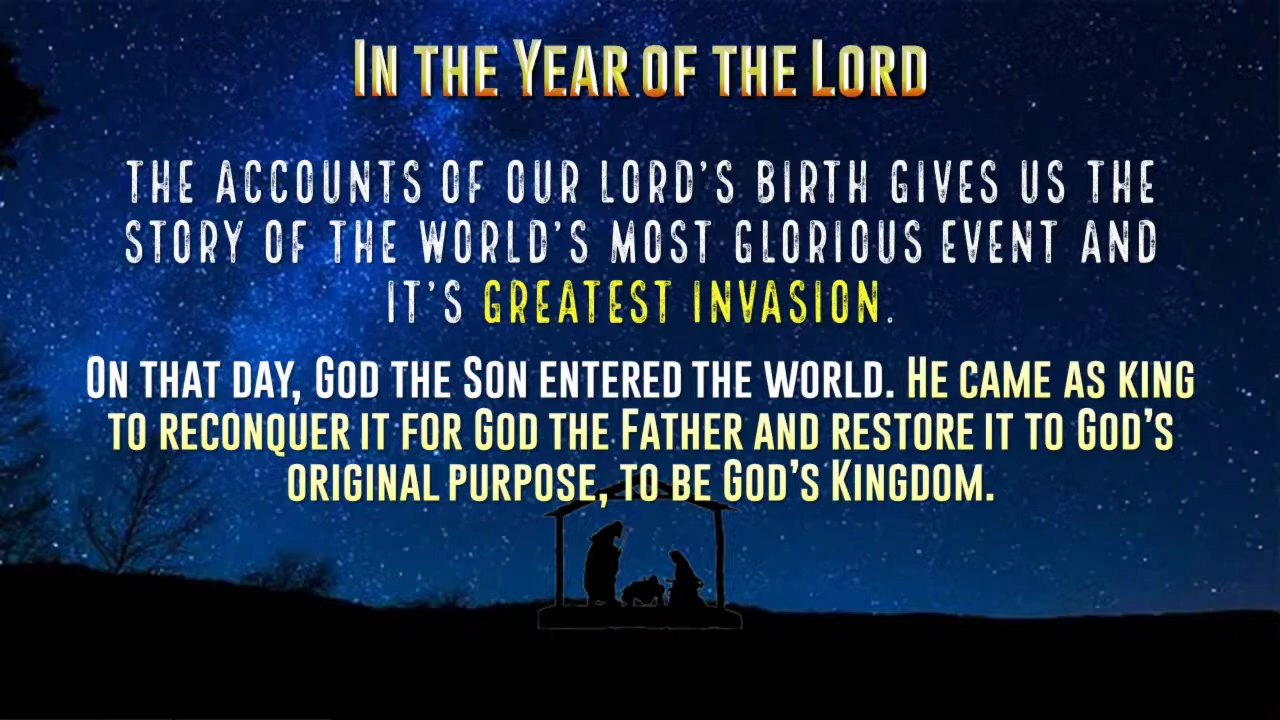 In the Year of the Lord
THE ACCOUNTS OF OUR LORD'S BIRTH GIVES US THE
STORY OF THE WORLD'S MOST GLORIOUS EVENT AND
IT'S GREATEST INVASION.
On that day, God the Son entered the world. He came as king
to reconquer it for God the Father and restore it to God's
original purpose, to be God's Kingdom.